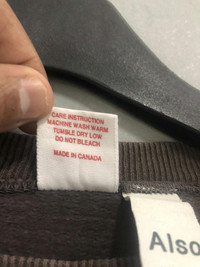 CARE INSTRUCTION
MACHINE WASH WARM
TUMBLE DRY LOW
DO NOT BLEACH
MADE IN CANADA
Also